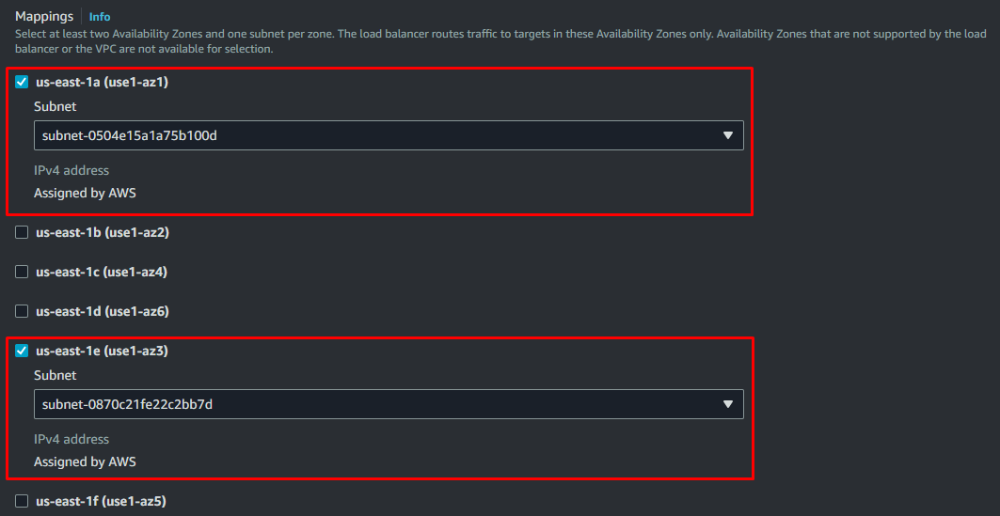 Mappings Info
Select at least two Availability Zones and one subnet per zone. The load balancer routes traffic to targets in these Availability Zones only. Availability Zones that are not supported by the load
balancer or the VPC are not available for selection.
us-east-1a (use1-az1)
Subnet
subnet-0504e15a1a75b100d
IPv4 address
Assigned by AWS
us-east-1b (use1-az2)
us-east-1c (use1-az4)
us-east-1d (use1-az6)
us-east-1e (use1-az3)
Subnet
subnet-0870c21fe22c2bb7d
IPv4 address
Assigned by AWS
us-east-1f (use1-az5)